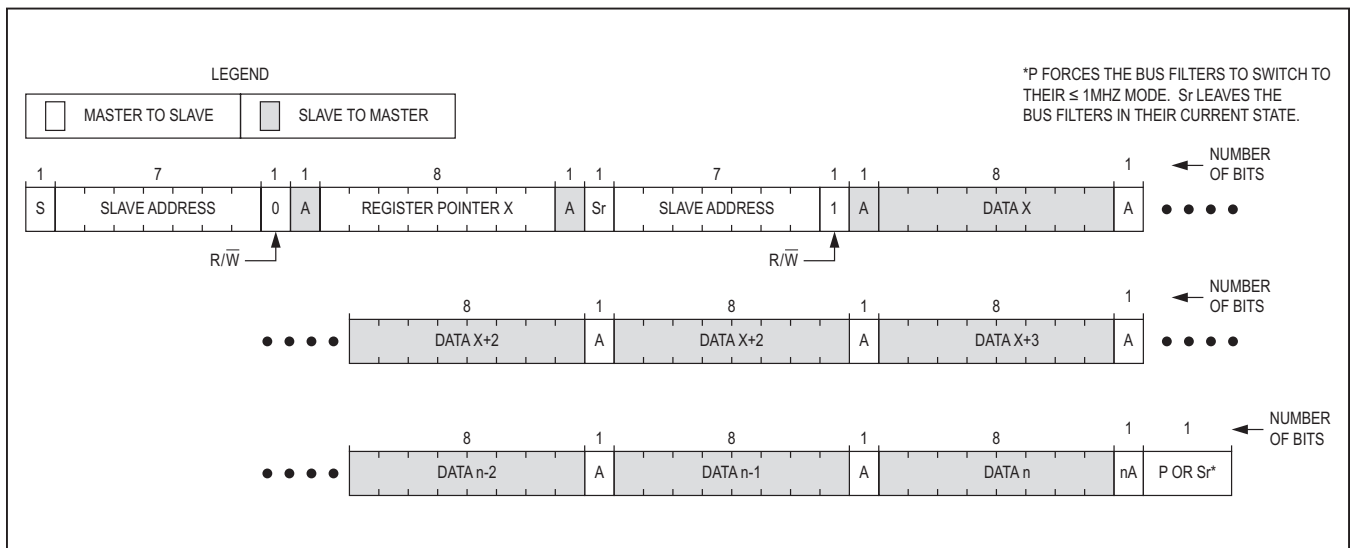 LEGEND
MASTER TO SLAVE SLAVE TO MASTER
*P FORCES THE BUS FILTERS TO SWITCH TO
THEIR ≤ 1MHZ MODE. Sr LEAVES THE
BUS FILTERS IN THEIR CURRENT STATE.
1 7 1 1 8 1 1 7 1 1 8 1 NUMBER
OF BITS
S SLAVE ADDRESS 0 A REGISTER POINTER X A Sr SLAVE ADDRESS 1 A DATA X A
R/W̅ R/W̅
8 1 8 1 8 1 NUMBER
OF BITS
DATA X+2 A DATA X+2 A DATA X+3 A
8 1 8 1 8 1 1 NUMBER
OF BITS
DATA n-2 A DATA n-1 A DATA n nA P OR Sr*